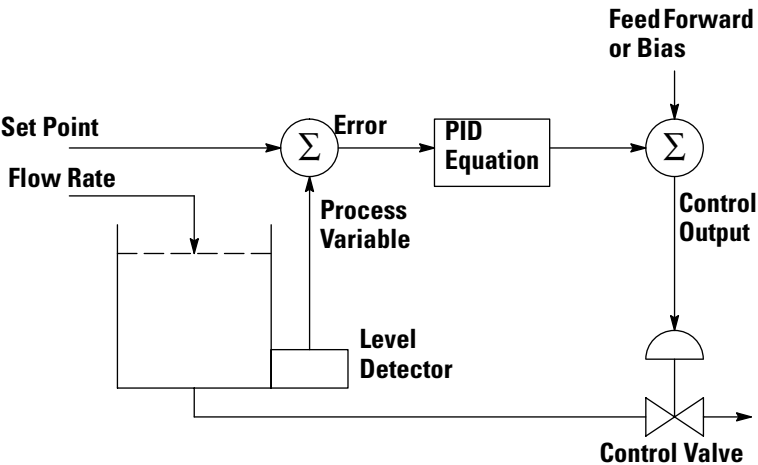 Feed Forward
or Bias
Set Point
Σ
Error
PID
Equation
Σ
Flow Rate
Process
Variable
Control
Output
Level
Detector
Control Valve